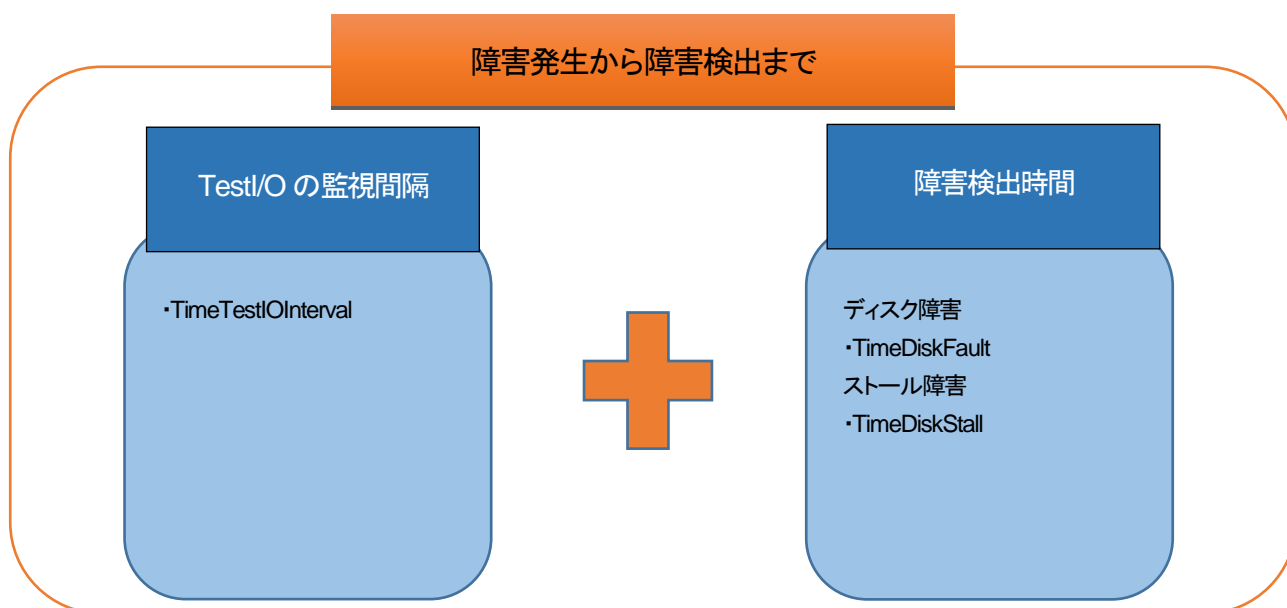 障害発生から障害検出まで
TestI/O の監視間隔
・TimeTestIOInterval
障害検出時間
ディスク障害
・TimeDiskFault
ストール障害
・TimeDiskStall